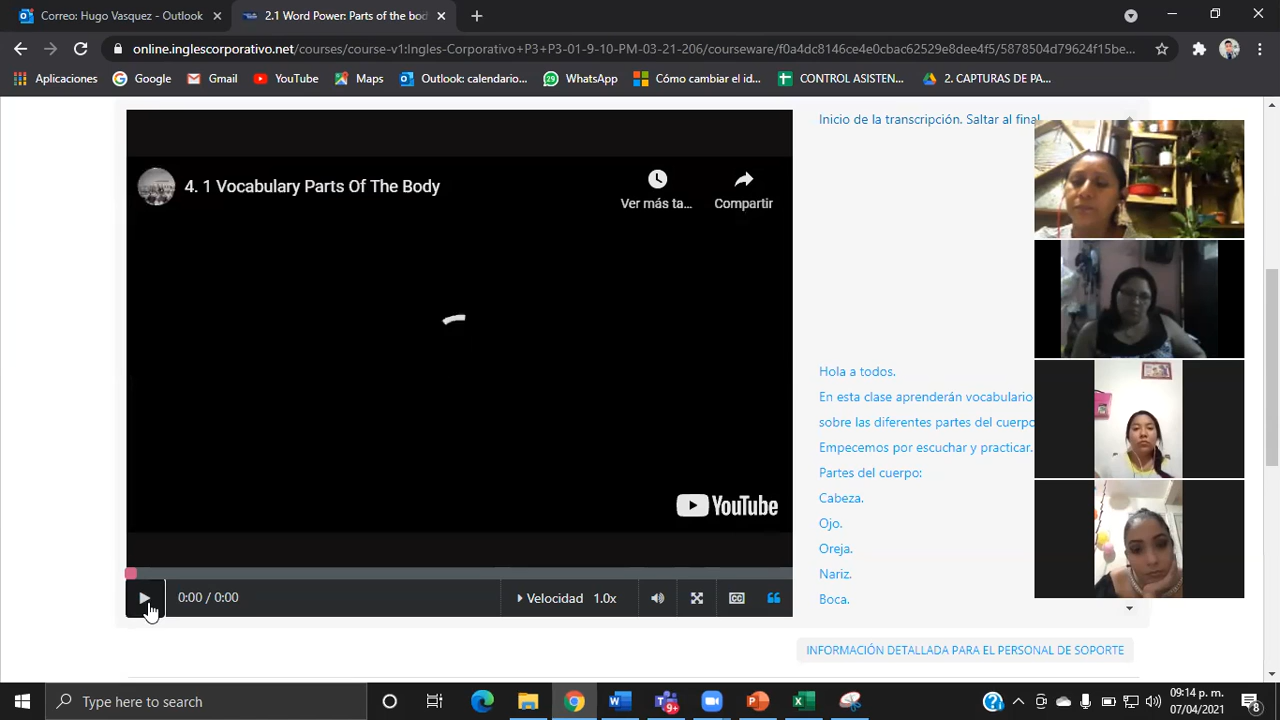 Correo: Hugo Vasquez - Outlook
2.1 Word Power: Parts of the bod
online.inglescorporativo.net/courses/course-v1:Ingles-Corporativo+P3+P3-01-9-10-PM-03-21-206/courseware/f0a4dc8146ce4e0cbac62529e8dee4f5/5878504d79624f15be...
Aplicaciones
Google
Gmail
YouTube
Maps
Outlook: calendario...
29
WhatsApp
Cómo cambiar el id...
CONTROL ASISTEN...
2. CAPTURAS DE PA...
4. 1 Vocabulary Parts Of The Body
Ver más ta...
Compartir
YouTube
0:00 / 0:00
Velocidad 1.0x
CC
Inicio de la transcripción. Saltar al final.
Hola a todos.
En esta clase aprenderán vocabulario
sobre las diferentes partes del cuerpo
Empecemos por escuchar y practicar.
Partes del cuerpo:
Cabeza.
Ojo.
Oreja.
Nariz.
Boca.
INFORMACIÓN DETALLADA PARA EL PERSONAL DE SOPORTE
Type here to search
9+
09:14 p. m.
07/04/2021
8